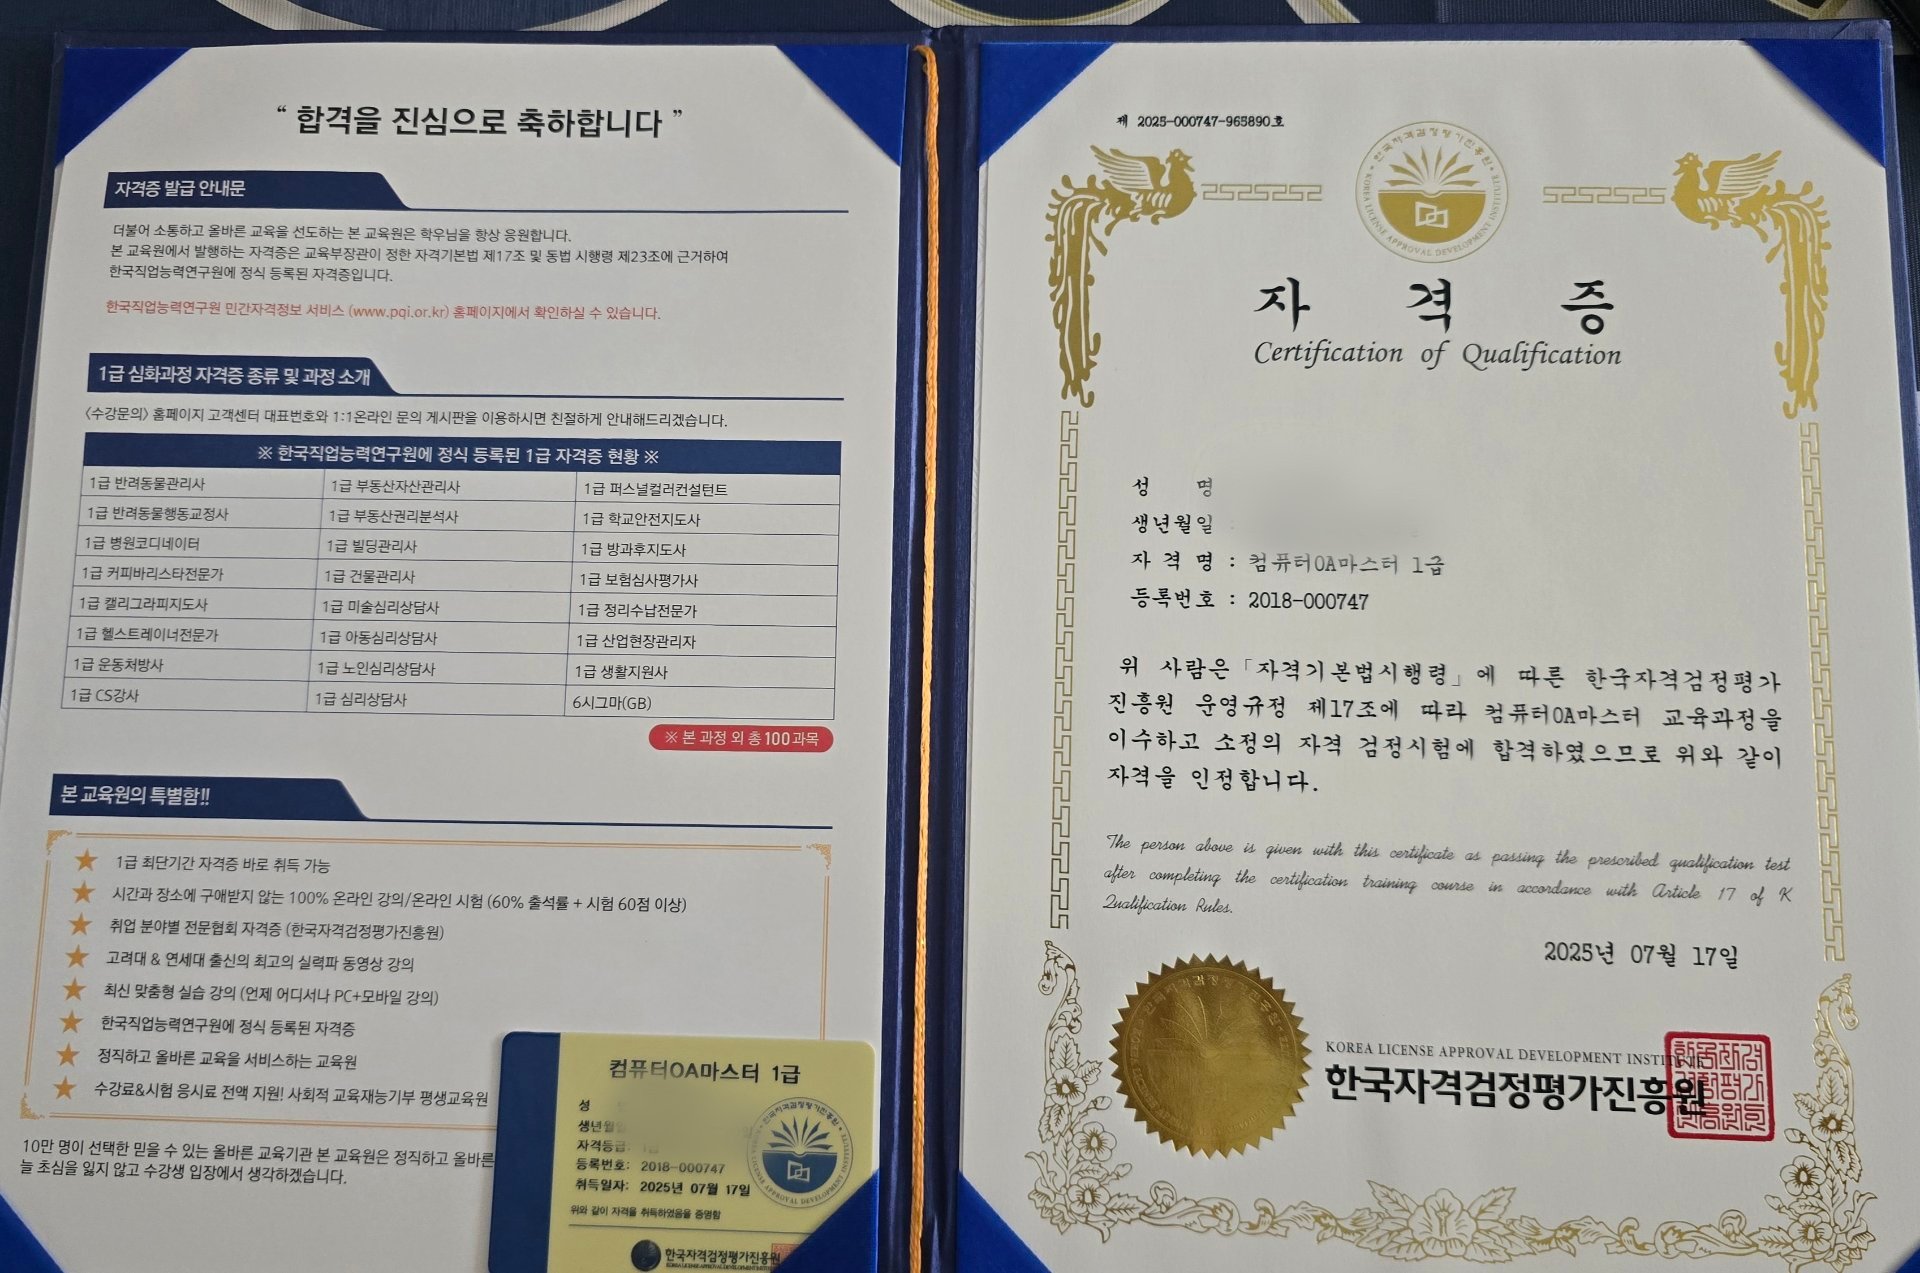 “ 합격을 진심으로 축하합니다 ”
자격증 발급 안내문
더불어 소통하고 올바른 교육을 선도하는 본 교육원은 학우님을 항상 응원합니다.
본 교육원에서 발행하는 자격증은 교육부장관이 정한 자격기본법 제17조 및 동법 시행령 제23조에 근거하여
한국직업능력연구원에 정식 등록된 자격증입니다.
한국직업능력연구원 민간자격정보 서비스 (www.pqi.or.kr) 홈페이지에서 확인하실 수 있습니다.
1급 심화과정 자격증 종류 및 과정 소개
〈수강문의〉 홈페이지 고객센터 대표번호와 1:1온라인 문의 게시판을 이용하시면 친절하게 안내해드리겠습니다.
※ 한국직업능력연구원에 정식 등록된 1급 자격증 현황 ※
1급 반려동물관리사 1급 부동산자산관리사 1급 퍼스널컬러컨설턴트
1급 반려동물행동교정사 1급 부동산권리분석사 1급 학교안전지도사
1급 병원코디네이터 1급 빌딩관리사 1급 방과후지도사
1급 커피바리스타전문가 1급 건물관리사 1급 보험심사평가사
1급 캘리그라피지도사 1급 미술심리상담사 1급 정리수납전문가
1급 헬스트레이너전문가 1급 아동심리상담사 1급 산업현장관리자
1급 운동처방사 1급 노인심리상담사 1급 생활지원사
1급 CS강사 1급 심리상담사 6시그마(GB)
※ 본 과정 외 총 100과목
본 교육원의 특별함!!
1급 최단기간 자격증 바로 취득 가능
시간과 장소에 구애받지 않는 100% 온라인 강의/온라인 시험 (60% 출석률 + 시험 60점 이상)
취업 분야별 전문협회 자격증 (한국자격검정평가진흥원)
고려대 & 연세대 출신의 최고의 실력파 동영상 강의
최신 맞춤형 실습 강의 (언제 어디서나 PC+모바일 강의)
한국직업능력연구원에 정식 등록된 자격증
정직하고 올바른 교육을 서비스하는 교육원
수강료&시험 응시료 전액 지원! 사회적 교육재능기부 평생교육원
10만 명이 선택한 믿을 수 있는 올바른 교육기관 본 교육원은 정직하고 올바른
늘 초심을 잃지 않고 수강생 입장에서 생각하겠습니다.
컴퓨터OA마스터 1급
성
생년월일
자격등급: 1급
등록번호: 2018-000747
취득일자: 2025년 07월 17일
위와 같이 자격을 취득하였음을 증명함
한국자격검정평가진흥원
KOREA LICENSE APPROVAL DEVELOPMENT INSTITUTE
제 2025-000747-965890호
한국자격검정평가진흥원
KOREA LICENSE APPROVAL DEVELOPMENT INSTITUTE
자 격 증
Certification of Qualification
성 명
생년월일
자 격 명 : 컴퓨터OA마스터 1급
등록번호 : 2018-000747
위 사람은「자격기본법시행령」에 따른 한국자격검정평가
진흥원 운영규정 제17조에 따라 컴퓨터OA마스터 교육과정을
이수하고 소정의 자격 검정시험에 합격하였으므로 위와 같이
자격을 인정합니다.
The person above is given with this certificate as passing the prescribed qualification test
after completing the certification training course in accordance with Article 17 of K
Qualification Rules.
2025년 07월 17일
KOREA LICENSE APPROVAL DEVELOPMENT INSTITUTE
한국자격검정평가진흥원